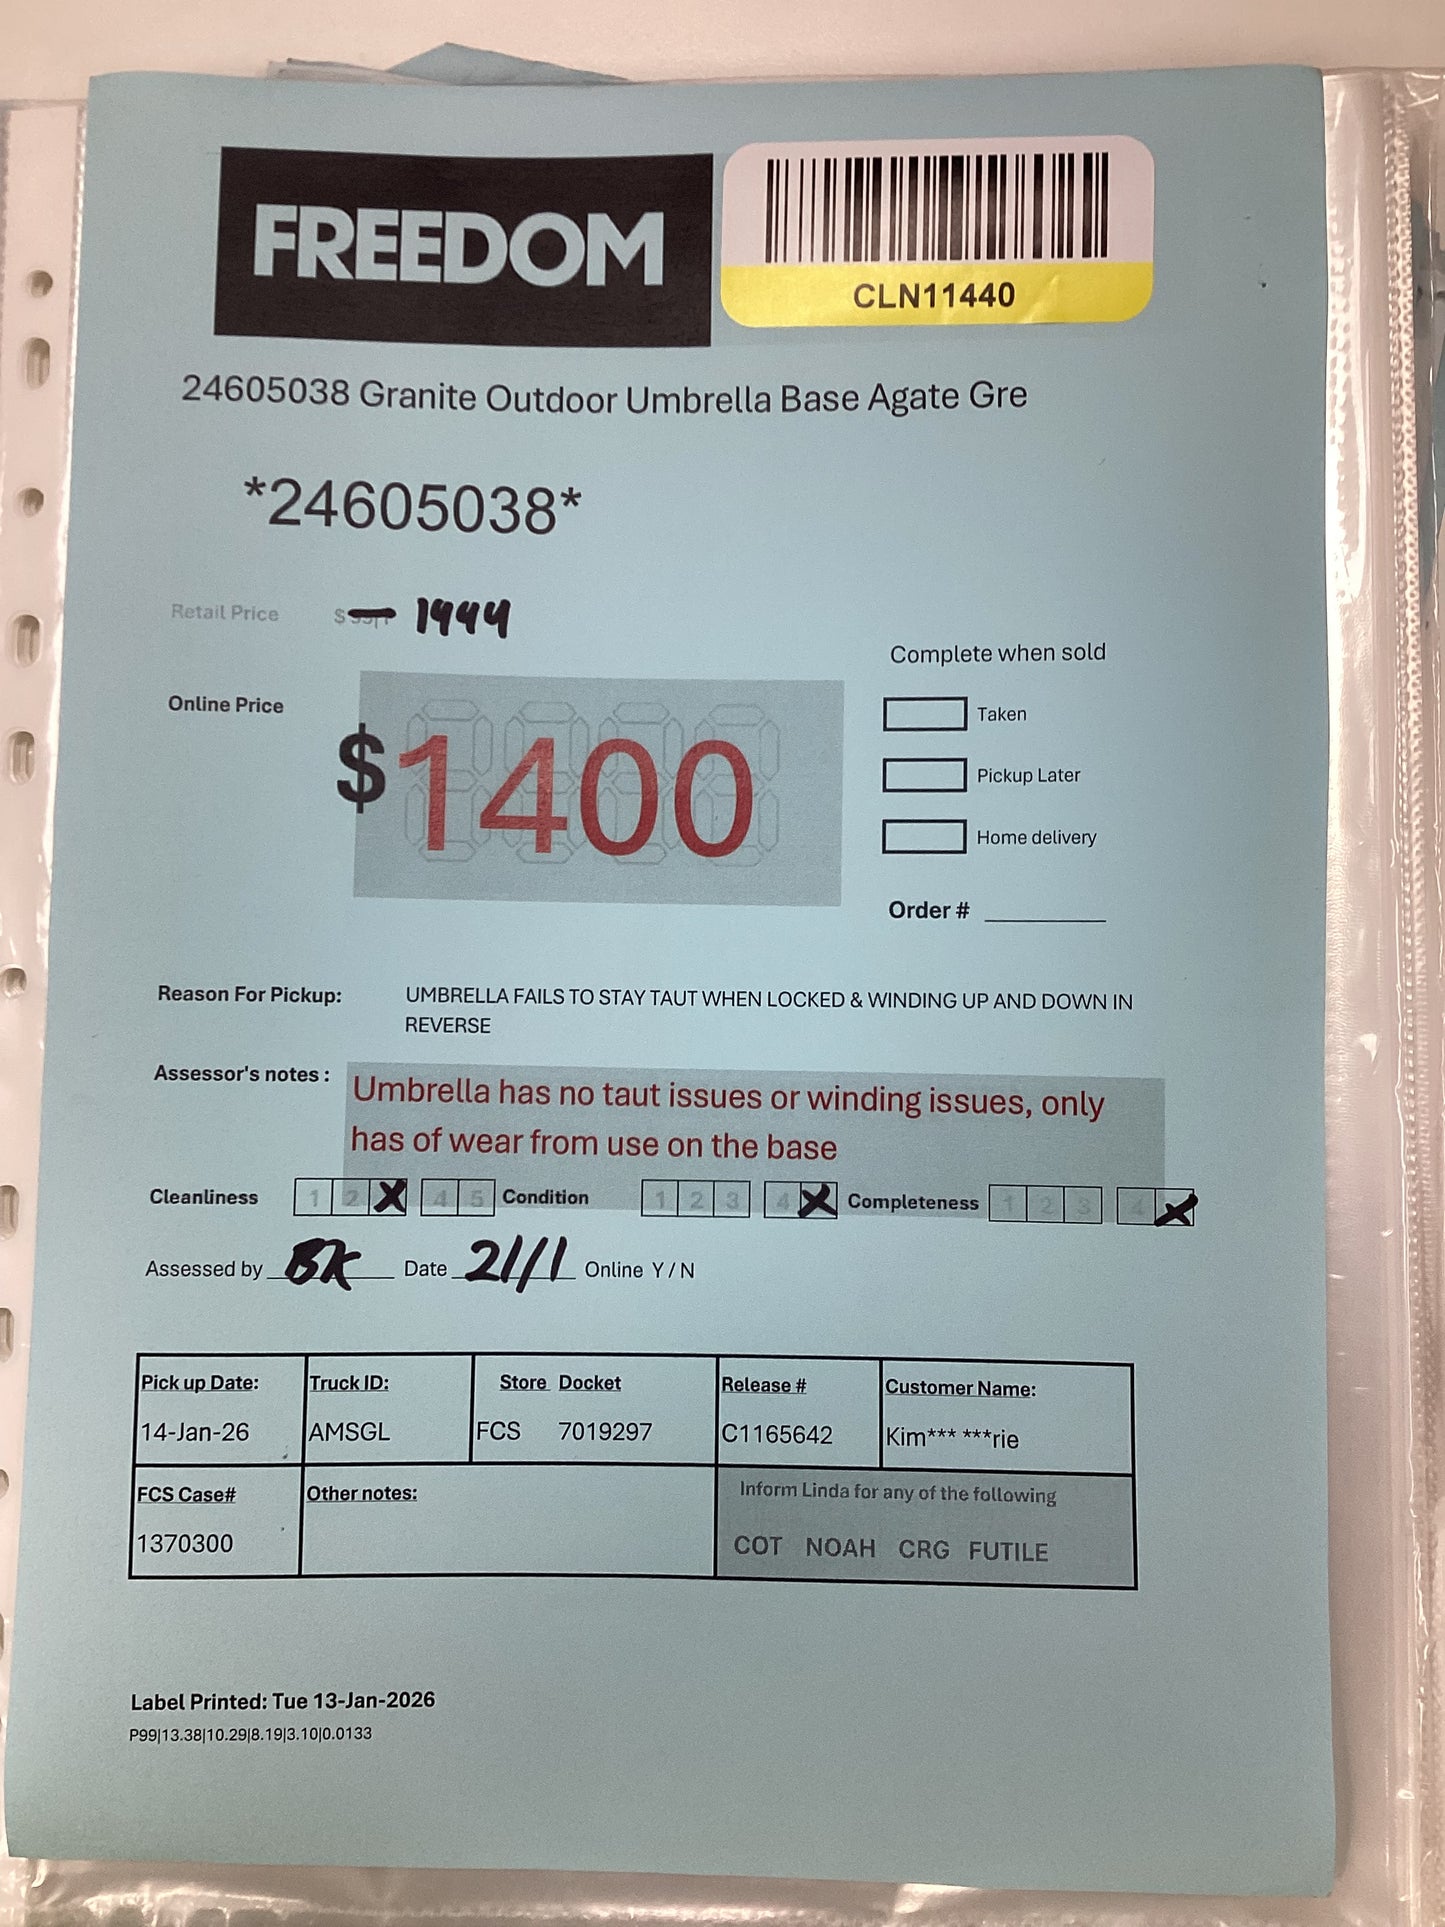 FREEDOM
CLN11440
24605038 Granite Outdoor Umbrella Base Agate Gre
*24605038*
Retail Price $ 1999
Complete when sold
Online Price
$1400
Taken
Pickup Later
Home delivery
Order #
Reason For Pickup: UMBRELLA FAILS TO STAY TAUT WHEN LOCKED & WINDING UP AND DOWN IN
REVERSE
Assessor's notes : Umbrella has no taut issues or winding issues, only
has of wear from use on the base
Cleanliness 1 2 X 4 5 Condition 1 2 3 4 X Completeness 1 2 3 4 X
Assessed by BK Date 21/1 Online Y / N
Pick up Date: Truck ID: Store Docket Release # Customer Name:
14-Jan-26 AMSGL FCS 7019297 C1165642 Kim*** ***rie
FCS Case# Other notes: Inform Linda for any of the following
1370300 COT NOAH CRG FUTILE
Label Printed: Tue 13-Jan-2026
P99|13.38|10.29|8.19|3.10|0.0133